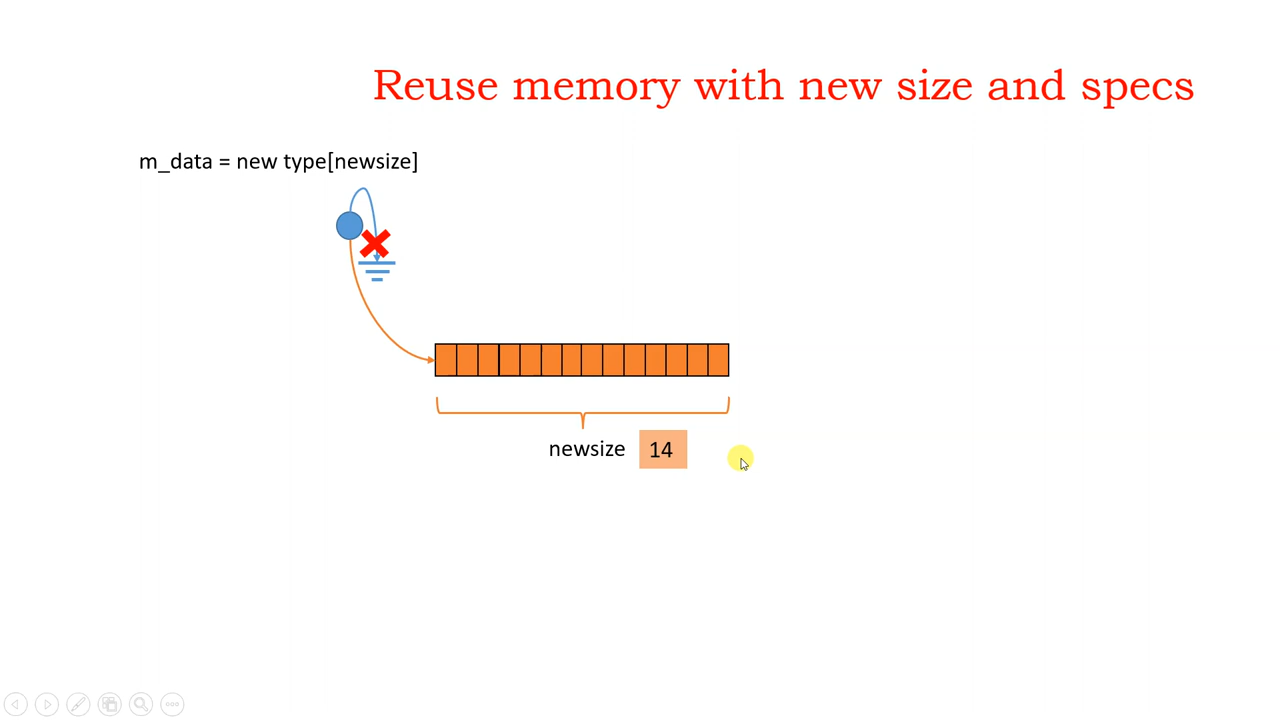 Reuse memory with new size and specs
m_data = new type[newsize]
newsize 14